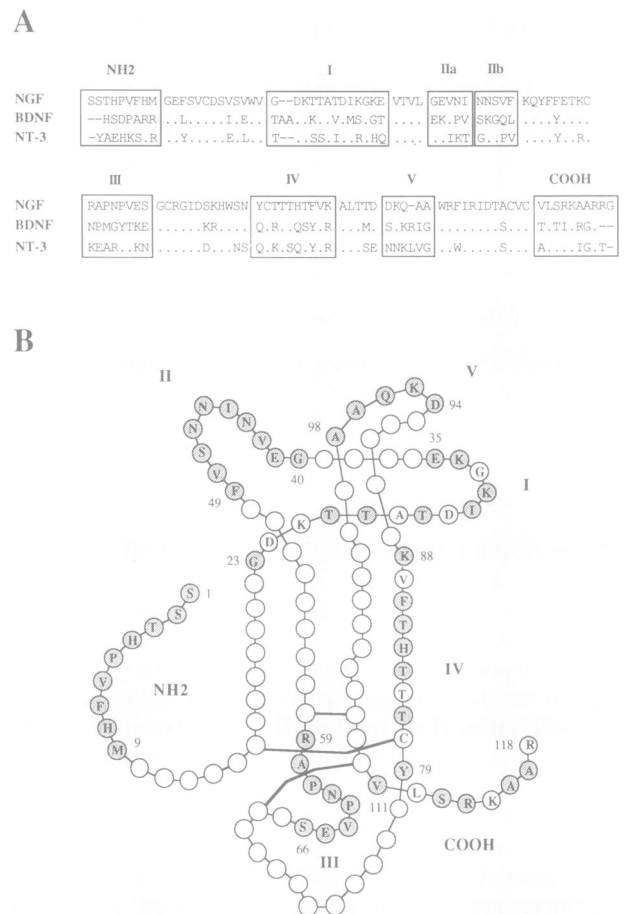 A
NH2 I IIa IIb
NGF SSTHPVFHM GEFSVCDSVSVWV G--DKTTATDIKGKE VTVL GEVNI NNSVF KQYFFETKC
BDNF --HSDPARR ..L.....I.E. TAA..K..V.MS.GT .... EK.PV SKGQL ....Y...
NT-3 -YAEHKS.R ..Y.....E.L. T--..SS.I..R.HQ .... ..IKT G..PV ....Y..R.
III IV V COOH
NGF RAPNPVES GCRGIDSKHWSN YCTTTHTFVK ALTTD DKQ-AA WRFIRIDTACVC VLSRKAARRG
BDNF NPMGYTKE .....KR.... Q.R..QSY.R ...M. S.KRIG ........S... T.TI.RG.--
NT-3 KEAR..KN .....D...NS Q.K.SQ.Y.R ...SE NNKLVG .W......S... A....IG.T-
B
II V
N I N N V S E V G F
A A Q K D 94
98 A
35
40 E K G K I
49 T T A T D I
K D
23 G
K 88
V F T H T T T C Y 79
S 1
S T H P V F H M 9
NH2
IV
R 59
A P N P V E S
66
III
V L S R K A A R 118
111
COOH